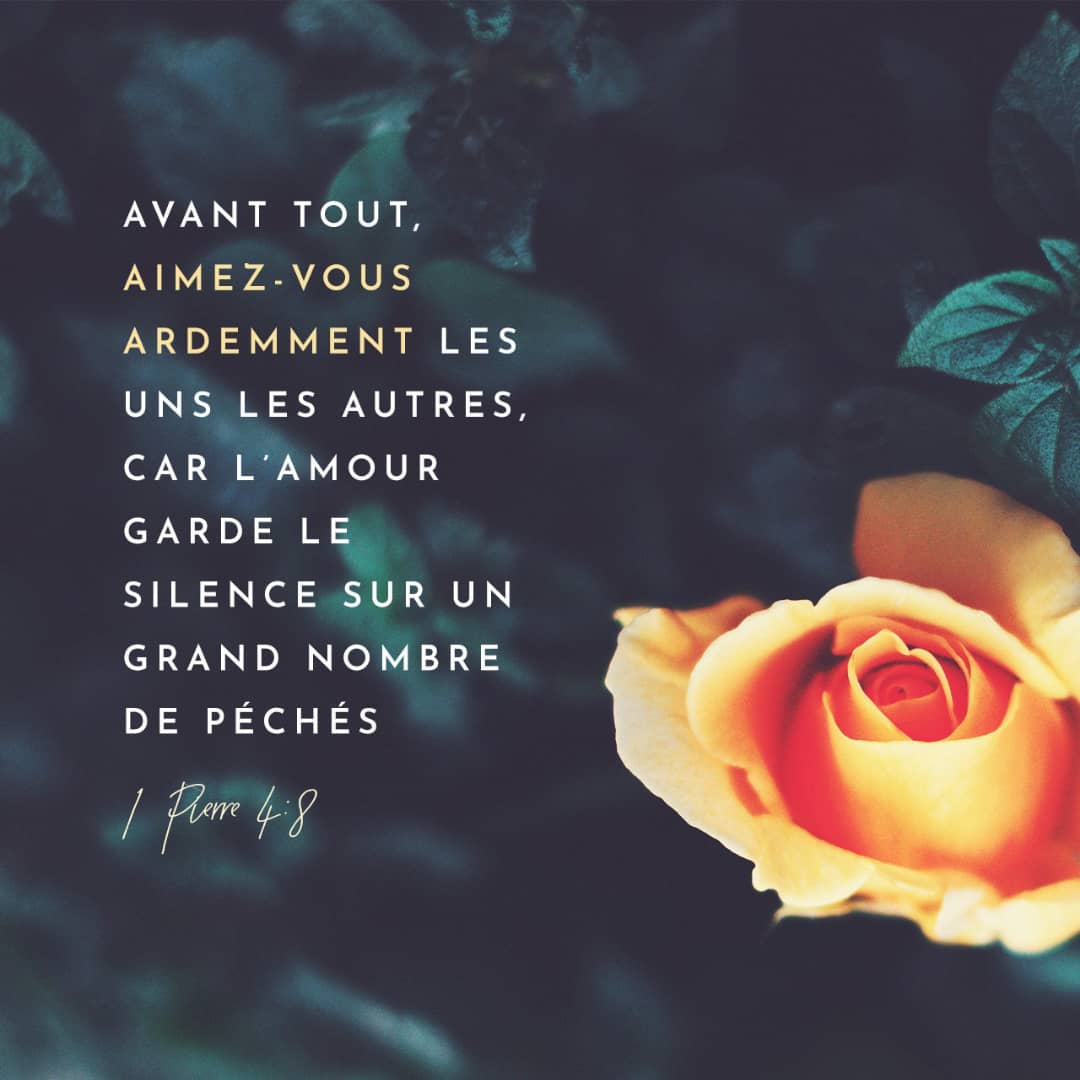 AVANT TOUT,
AIMEZ-VOUS
ARDEMMENT LES
UNS LES AUTRES,
CAR L'AMOUR
GARDE LE
SILENCE SUR UN
GRAND NOMBRE
DE PÉCHÉS
1 Pierre 4:8